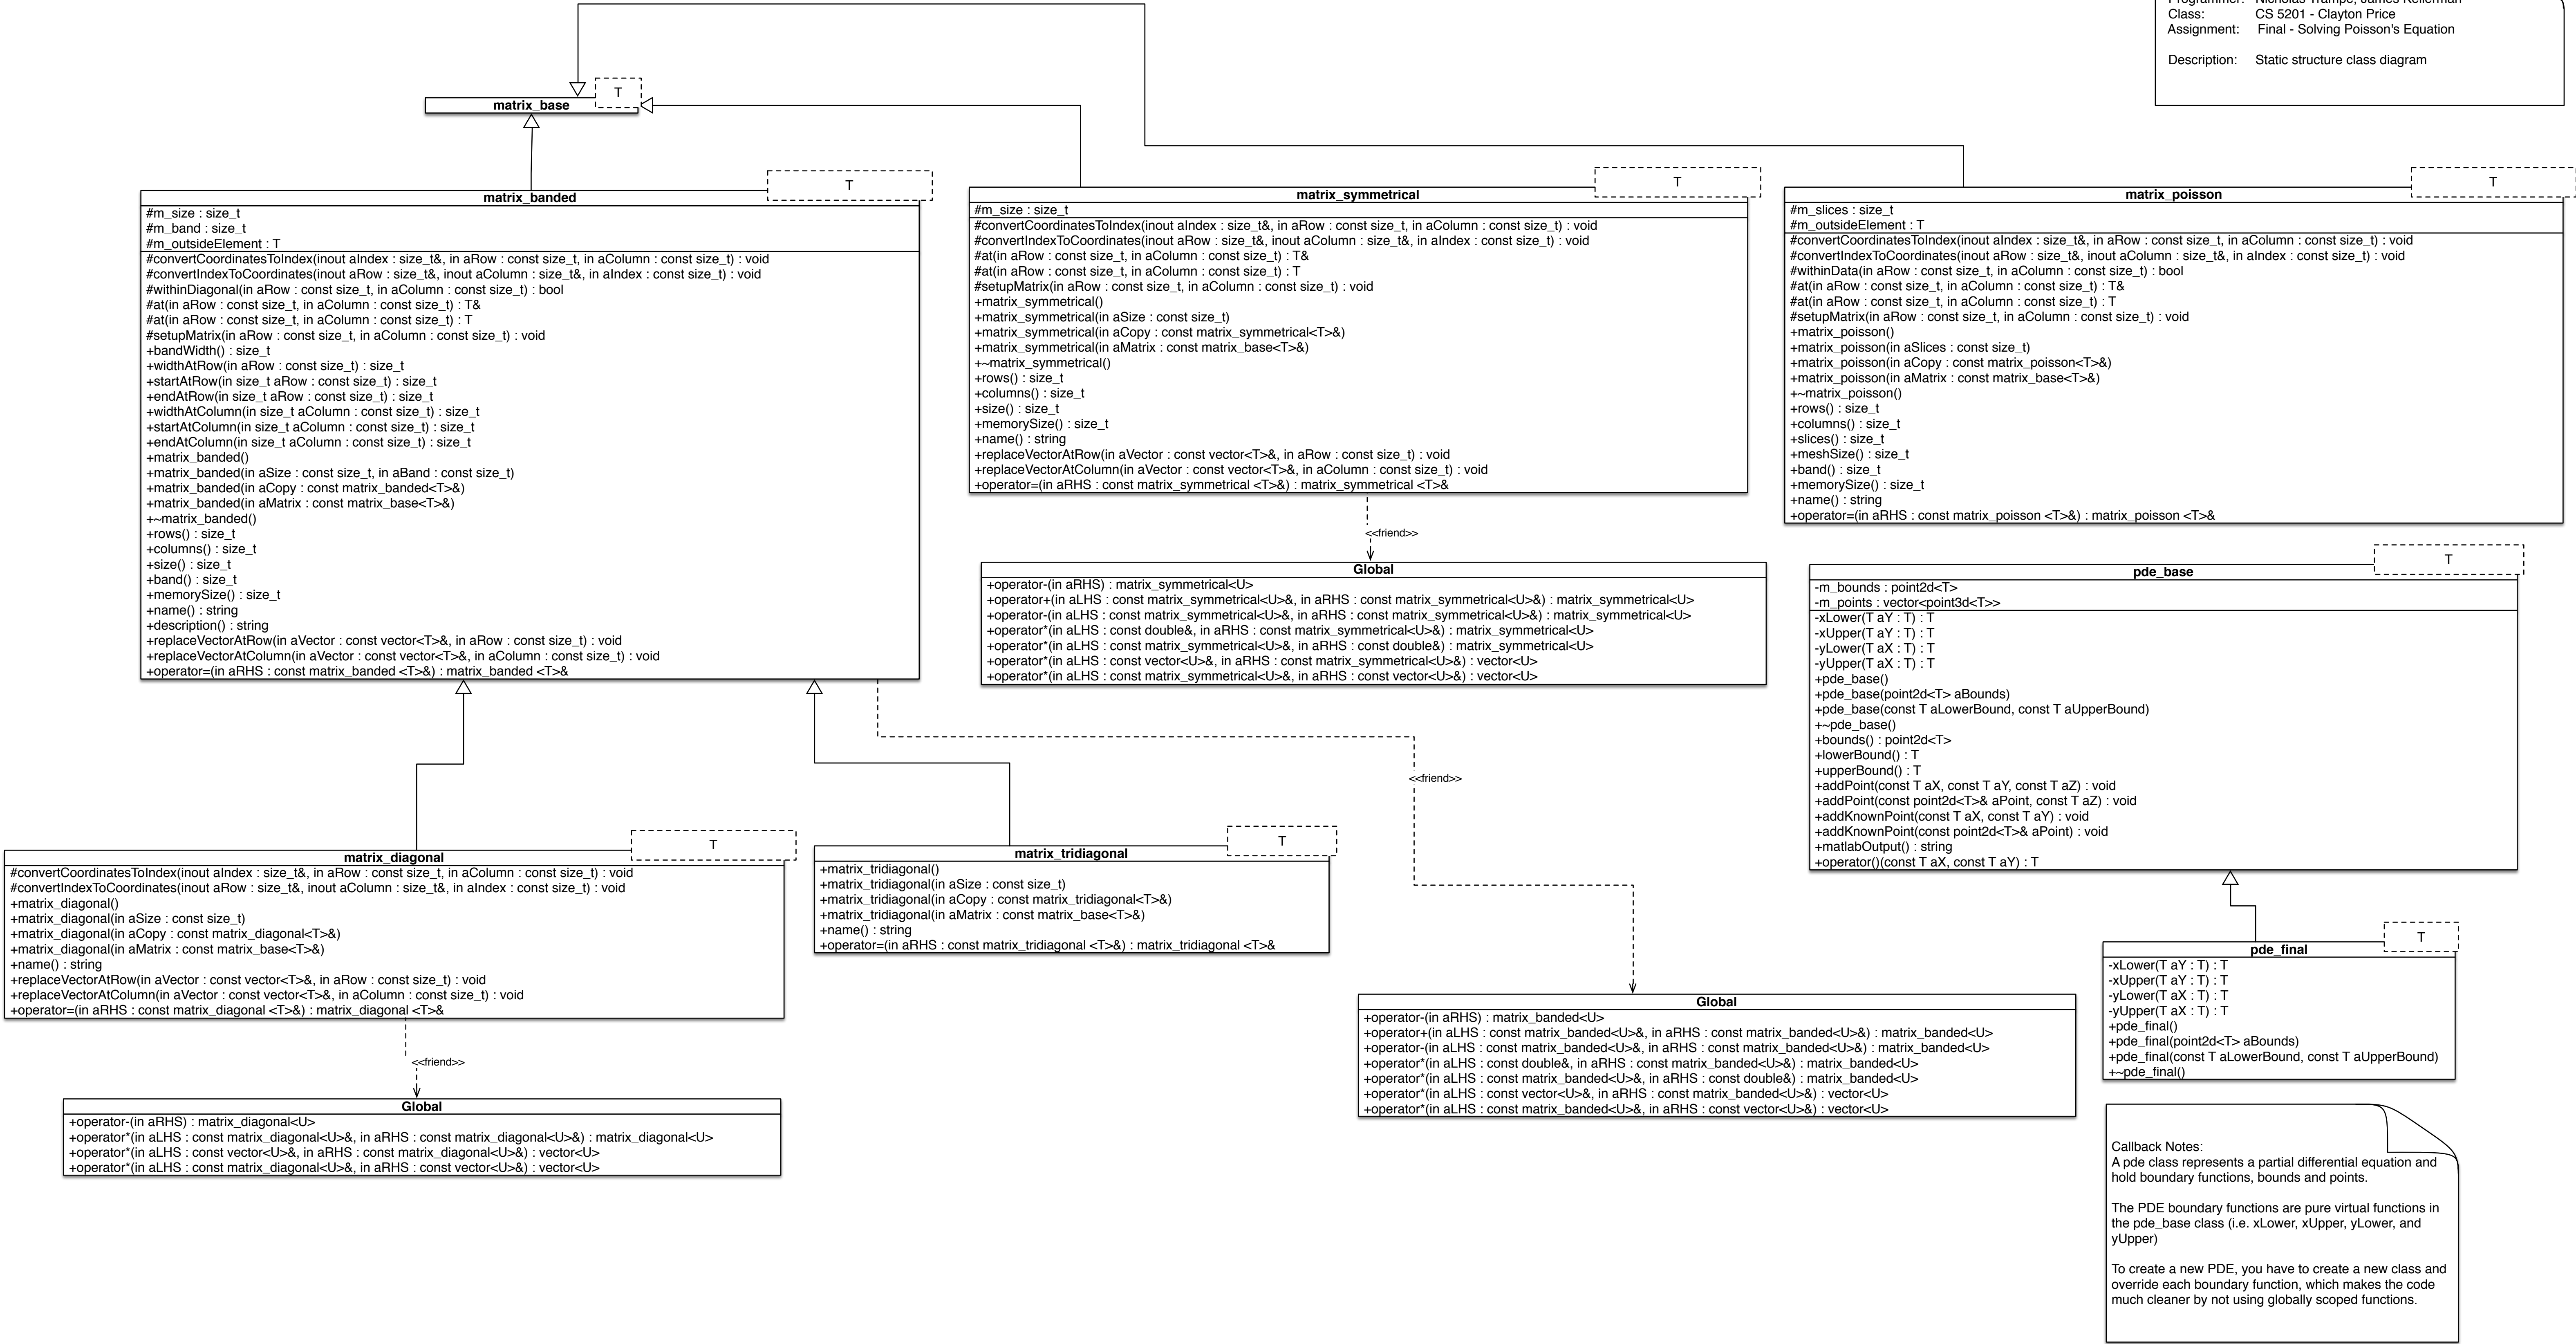 Programmer: Nicholas Trampe, James Kellerman
Class: CS 5201 - Clayton Price
Assignment: Final - Solving Poisson's Equation
Description: Static structure class diagram
T
matrix_base
T
matrix_banded
#m_size : size_t
#m_band : size_t
#m_outsideElement : T
#convertCoordinatesToIndex(inout aIndex : size_t&, in aRow : const size_t, in aColumn : const size_t) : void
#convertIndexToCoordinates(inout aRow : size_t&, inout aColumn : size_t&, in aIndex : const size_t) : void
#withinDiagonal(in aRow : const size_t, in aColumn : const size_t) : bool
#at(in aRow : const size_t, in aColumn : const size_t) : T&
#at(in aRow : const size_t, in aColumn : const size_t) : T
#setupMatrix(in aRow : const size_t, in aColumn : const size_t) : void
+bandWidth() : size_t
+widthAtRow(in aRow : const size_t) : size_t
+startAtRow(in size_t aRow : const size_t) : size_t
+endAtRow(in size_t aRow : const size_t) : size_t
+widthAtColumn(in size_t aColumn : const size_t) : size_t
+startAtColumn(in size_t aColumn : const size_t) : size_t
+endAtColumn(in size_t aColumn : const size_t) : size_t
+matrix_banded()
+matrix_banded(in aSize : const size_t, in aBand : const size_t)
+matrix_banded(in aCopy : const matrix_banded<T>&)
+matrix_banded(in aMatrix : const matrix_base<T>&)
+~matrix_banded()
+rows() : size_t
+columns() : size_t
+size() : size_t
+band() : size_t
+memorySize() : size_t
+name() : string
+description() : string
+replaceVectorAtRow(in aVector : const vector<T>&, in aRow : const size_t) : void
+replaceVectorAtColumn(in aVector : const vector<T>&, in aColumn : const size_t) : void
+operator=(in aRHS : const matrix_banded <T>&) : matrix_banded <T>&
T
matrix_symmetrical
#m_size : size_t
#convertCoordinatesToIndex(inout aIndex : size_t&, in aRow : const size_t, in aColumn : const size_t) : void
#convertIndexToCoordinates(inout aRow : size_t&, inout aColumn : size_t&, in aIndex : const size_t) : void
#at(in aRow : const size_t, in aColumn : const size_t) : T&
#at(in aRow : const size_t, in aColumn : const size_t) : T
#setupMatrix(in aRow : const size_t, in aColumn : const size_t) : void
+matrix_symmetrical()
+matrix_symmetrical(in aSize : const size_t)
+matrix_symmetrical(in aCopy : const matrix_symmetrical<T>&)
+matrix_symmetrical(in aMatrix : const matrix_base<T>&)
+~matrix_symmetrical()
+rows() : size_t
+columns() : size_t
+size() : size_t
+memorySize() : size_t
+name() : string
+replaceVectorAtRow(in aVector : const vector<T>&, in aRow : const size_t) : void
+replaceVectorAtColumn(in aVector : const vector<T>&, in aColumn : const size_t) : void
+operator=(in aRHS : const matrix_symmetrical <T>&) : matrix_symmetrical <T>&
T
matrix_poisson
#m_slices : size_t
#m_outsideElement : T
#convertCoordinatesToIndex(inout aIndex : size_t&, in aRow : const size_t, in aColumn : const size_t) : void
#convertIndexToCoordinates(inout aRow : size_t&, inout aColumn : size_t&, in aIndex : const size_t) : void
#withinData(in aRow : const size_t, in aColumn : const size_t) : bool
#at(in aRow : const size_t, in aColumn : const size_t) : T&
#at(in aRow : const size_t, in aColumn : const size_t) : T
#setupMatrix(in aRow : const size_t, in aColumn : const size_t) : void
+matrix_poisson()
+matrix_poisson(in aSlices : const size_t)
+matrix_poisson(in aCopy : const matrix_poisson<T>&)
+matrix_poisson(in aMatrix : const matrix_base<T>&)
+~matrix_poisson()
+rows() : size_t
+columns() : size_t
+slices() : size_t
+meshSize() : size_t
+band() : size_t
+memorySize() : size_t
+name() : string
+operator=(in aRHS : const matrix_poisson <T>&) : matrix_poisson <T>&
<<friend>>
Global
+operator-(in aRHS) : matrix_symmetrical<U>
+operator+(in aLHS : const matrix_symmetrical<U>&, in aRHS : const matrix_symmetrical<U>&) : matrix_symmetrical<U>
+operator-(in aLHS : const matrix_symmetrical<U>&, in aRHS : const matrix_symmetrical<U>&) : matrix_symmetrical<U>
+operator*(in aLHS : const double&, in aRHS : const matrix_symmetrical<U>&) : matrix_symmetrical<U>
+operator*(in aLHS : const matrix_symmetrical<U>&, in aRHS : const double&) : matrix_symmetrical<U>
+operator*(in aLHS : const vector<U>&, in aRHS : const matrix_symmetrical<U>&) : vector<U>
+operator*(in aLHS : const matrix_symmetrical<U>&, in aRHS : const vector<U>&) : vector<U>
T
pde_base
-m_bounds : point2d<T>
-m_points : vector<point3d<T>>
-xLower(T aY : T) : T
-xUpper(T aY : T) : T
-yLower(T aX : T) : T
-yUpper(T aX : T) : T
+pde_base()
+pde_base(point2d<T> aBounds)
+pde_base(const T aLowerBound, const T aUpperBound)
+~pde_base()
+bounds() : point2d<T>
+lowerBound() : T
+upperBound() : T
+addPoint(const T aX, const T aY, const T aZ) : void
+addPoint(const point2d<T>& aPoint, const T aZ) : void
+addKnownPoint(const T aX, const T aY) : void
+addKnownPoint(const point2d<T>& aPoint) : void
+matlabOutput() : string
+operator()(const T aX, const T aY) : T
<<friend>>
T
matrix_diagonal
#convertCoordinatesToIndex(inout aIndex : size_t&, in aRow : const size_t, in aColumn : const size_t) : void
#convertIndexToCoordinates(inout aRow : size_t&, inout aColumn : size_t&, in aIndex : const size_t) : void
+matrix_diagonal()
+matrix_diagonal(in aSize : const size_t)
+matrix_diagonal(in aCopy : const matrix_diagonal<T>&)
+matrix_diagonal(in aMatrix : const matrix_base<T>&)
+name() : string
+replaceVectorAtRow(in aVector : const vector<T>&, in aRow : const size_t) : void
+replaceVectorAtColumn(in aVector : const vector<T>&, in aColumn : const size_t) : void
+operator=(in aRHS : const matrix_diagonal <T>&) : matrix_diagonal <T>&
T
matrix_tridiagonal
+matrix_tridiagonal()
+matrix_tridiagonal(in aSize : const size_t)
+matrix_tridiagonal(in aCopy : const matrix_tridiagonal<T>&)
+matrix_tridiagonal(in aMatrix : const matrix_base<T>&)
+name() : string
+operator=(in aRHS : const matrix_tridiagonal <T>&) : matrix_tridiagonal <T>&
T
pde_final
-xLower(T aY : T) : T
-xUpper(T aY : T) : T
-yLower(T aX : T) : T
-yUpper(T aX : T) : T
+pde_final()
+pde_final(point2d<T> aBounds)
+pde_final(const T aLowerBound, const T aUpperBound)
+~pde_final()
Global
+operator-(in aRHS) : matrix_banded<U>
+operator+(in aLHS : const matrix_banded<U>&, in aRHS : const matrix_banded<U>&) : matrix_banded<U>
+operator-(in aLHS : const matrix_banded<U>&, in aRHS : const matrix_banded<U>&) : matrix_banded<U>
+operator*(in aLHS : const double&, in aRHS : const matrix_banded<U>&) : matrix_banded<U>
+operator*(in aLHS : const matrix_banded<U>&, in aRHS : const double&) : matrix_banded<U>
+operator*(in aLHS : const vector<U>&, in aRHS : const matrix_banded<U>&) : vector<U>
+operator*(in aLHS : const matrix_banded<U>&, in aRHS : const vector<U>&) : vector<U>
<<friend>>
Global
+operator-(in aRHS) : matrix_diagonal<U>
+operator*(in aLHS : const matrix_diagonal<U>&, in aRHS : const matrix_diagonal<U>&) : matrix_diagonal<U>
+operator*(in aLHS : const vector<U>&, in aRHS : const matrix_diagonal<U>&) : vector<U>
+operator*(in aLHS : const matrix_diagonal<U>&, in aRHS : const vector<U>&) : vector<U>
Callback Notes:
A pde class represents a partial differential equation and
hold boundary functions, bounds and points.
The PDE boundary functions are pure virtual functions in
the pde_base class (i.e. xLower, xUpper, yLower, and
yUpper)
To create a new PDE, you have to create a new class and
override each boundary function, which makes the code
much cleaner by not using globally scoped functions.